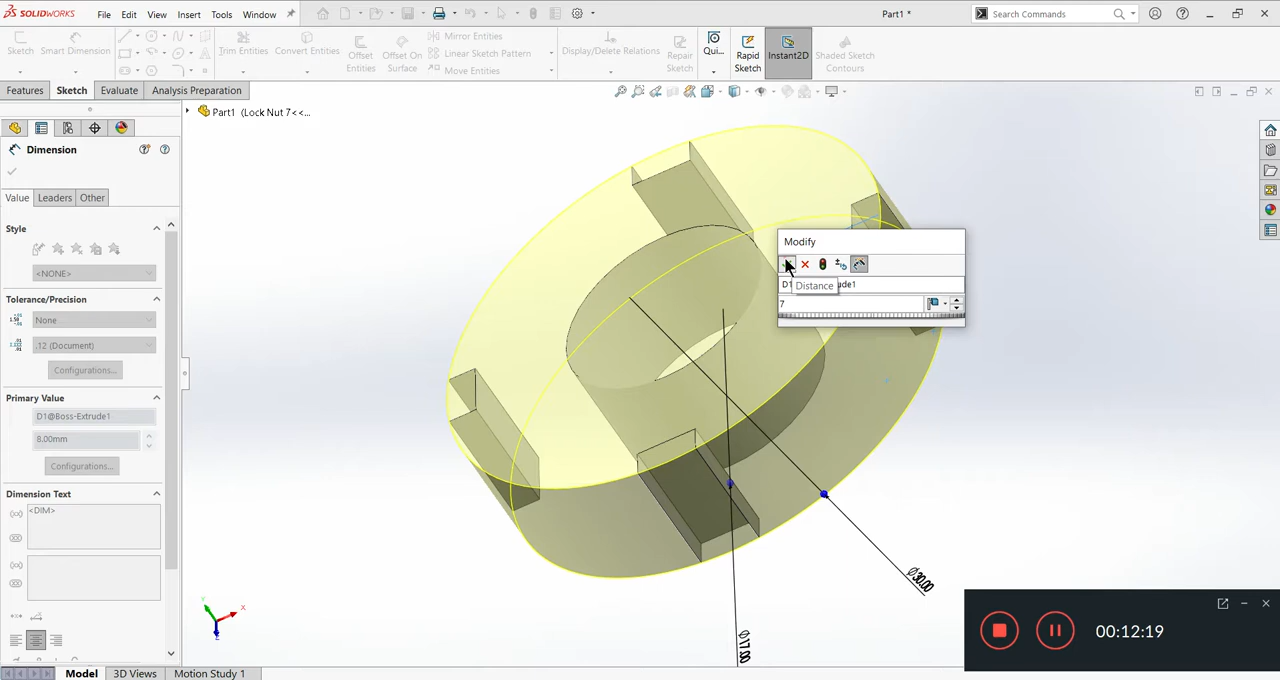 SOLIDWORKS
File Edit View Insert Tools Window
Part1 *
Search Commands
Sketch
Smart Dimension
Trim Entities
Convert Entities
Offset Entities
Offset On Surface
Mirror Entities
Linear Sketch Pattern
Move Entities
Display/Delete Relations
Repair Sketch
Qui...
Rapid Sketch
Instant2D
Shaded Sketch Contours
Features Sketch Evaluate Analysis Preparation
Part1 (Lock Nut 7<<...
Dimension
Value Leaders Other
Style
<NONE>
Tolerance/Precision
None
.12 (Document)
Configurations...
Primary Value
D1@Boss-Extrude1
8.00mm
Configurations...
Dimension Text
<DIM>
Modify
Distance
7
Ø30.00
X
Y
Z
00:12:19
Model 3D Views Motion Study 1